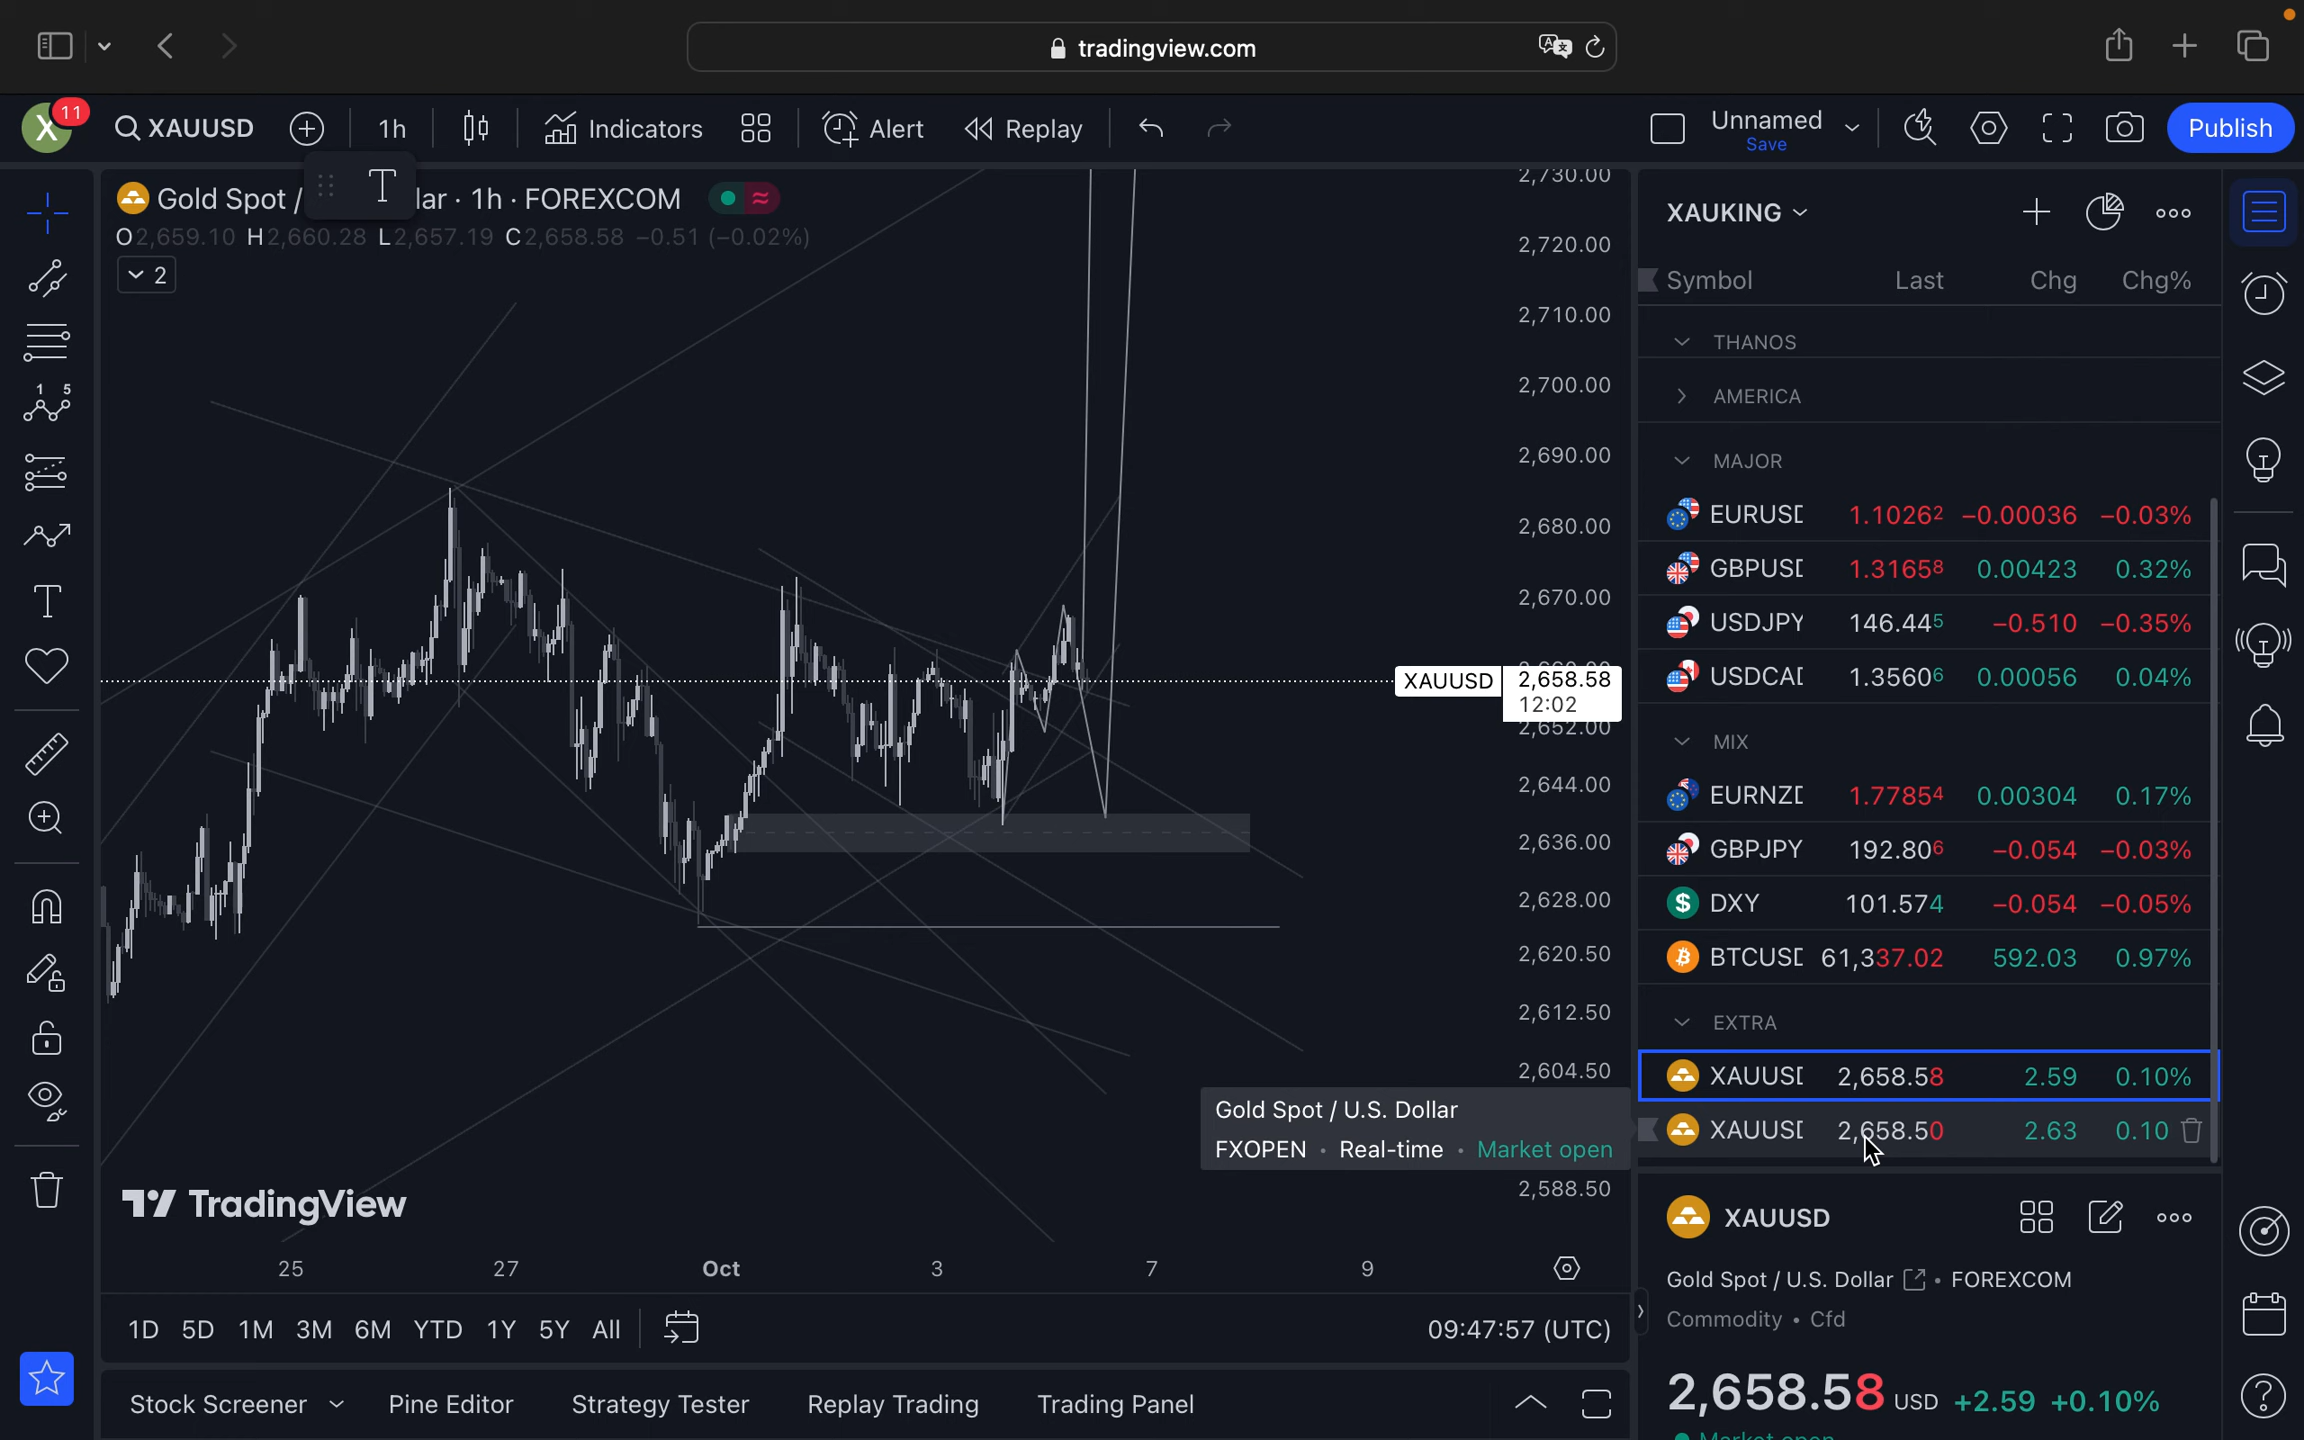 tradingview.com
X 11 XAUUSD 1h Indicators Alert Replay Unnamed Save Publish
T
Gold Spot / lar · 1h · FOREXCOM
O2,659.10 H2,660.28 L2,657.19 C2,658.58 −0.51 (−0.02%)
2
2,730.00
2,720.00
2,710.00
2,700.00
2,690.00
2,680.00
2,670.00
XAUUSD 2,658.58
12:02
2,652.00
2,644.00
2,636.00
2,628.00
2,620.50
2,612.50
2,604.50
2,588.50
Gold Spot / U.S. Dollar
FXOPEN · Real-time · Market open
TradingView
25 27 Oct 3 7 9
1D 5D 1M 3M 6M YTD 1Y 5Y All 09:47:57 (UTC)
Stock Screener Pine Editor Strategy Tester Replay Trading Trading Panel
XAUKING
Symbol Last Chg Chg%
THANOS
AMERICA
MAJOR
EURUSD 1.10262 −0.00036 −0.03%
GBPUSD 1.31658 0.00423 0.32%
USDJPY 146.445 −0.510 −0.35%
USDCAD 1.35606 0.00056 0.04%
MIX
EURNZD 1.77854 0.00304 0.17%
GBPJPY 192.806 −0.054 −0.03%
DXY 101.574 −0.054 −0.05%
BTCUSD 61,337.02 592.03 0.97%
EXTRA
XAUUSD 2,658.58 2.59 0.10%
XAUUSD 2,658.50 2.63 0.10
XAUUSD
Gold Spot / U.S. Dollar · FOREXCOM
Commodity · Cfd
2,658.58 USD +2.59 +0.10%
Market open